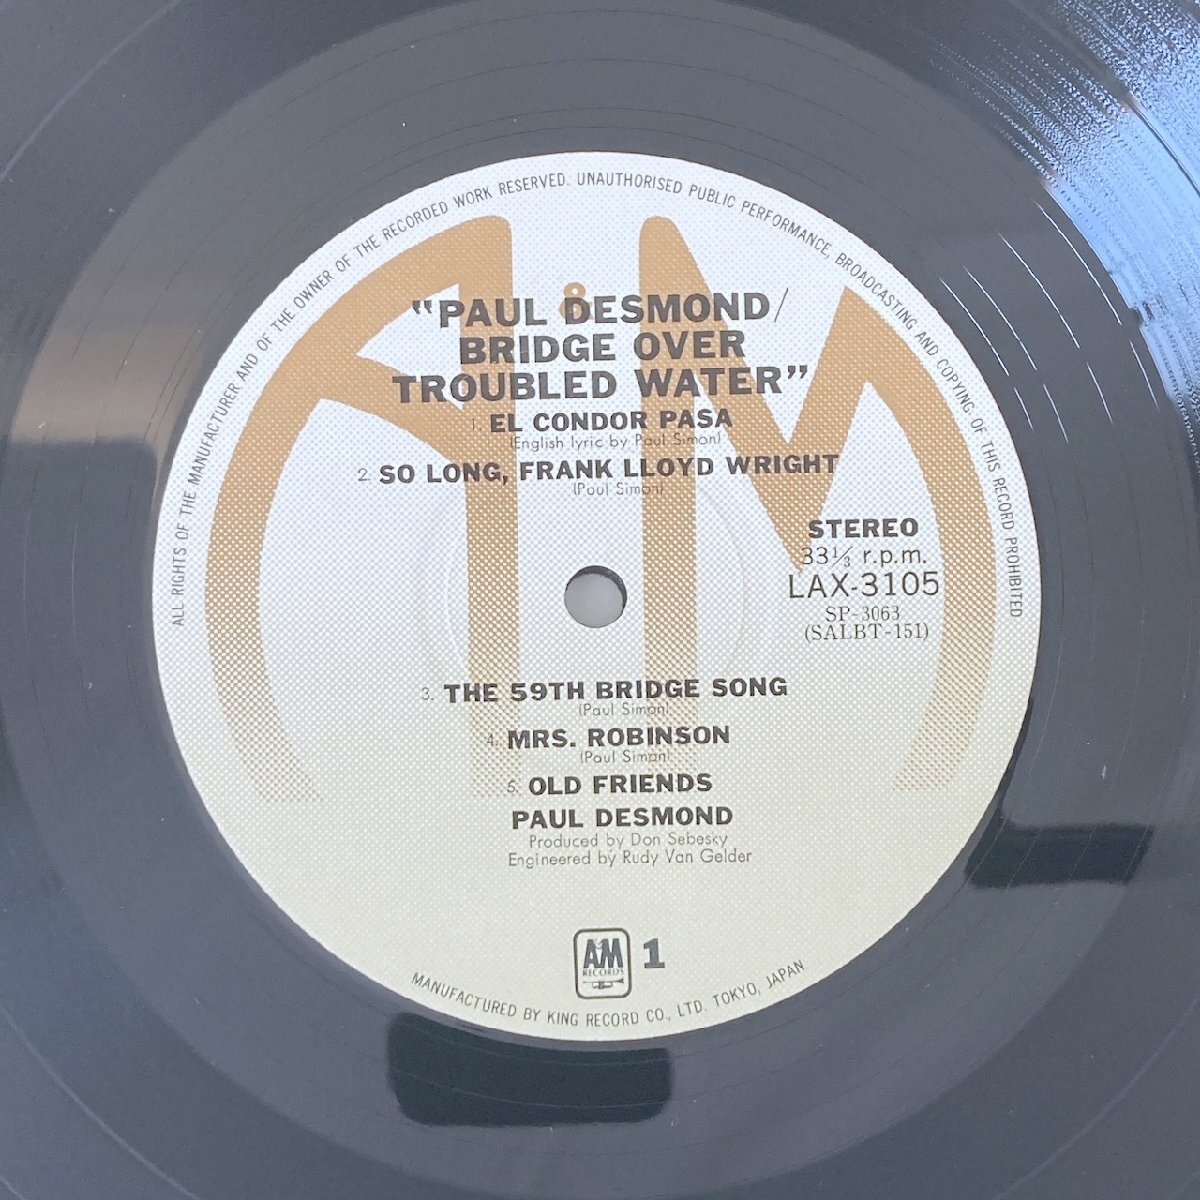 ALL RIGHTS OF THE MANUFACTURER AND OF THE OWNER OF THE RECORDED WORK RESERVED. UNAUTHORISED PUBLIC PERFORMANCE, BROADCASTING AND COPYING OF THIS RECORD PROHIBITED
&
"PAUL DESMOND/
BRIDGE OVER
TROUBLED WATER"
1. EL CONDOR PASA
(English lyric by Paul Simon)
2. SO LONG, FRANK LLOYD WRIGHT
(Paul Simon)
STEREO
33⅓ r.p.m.
LAX-3105
SP-3063
(SALBT-151)
3. THE 59TH BRIDGE SONG
(Paul Simon)
4. MRS. ROBINSON
(Paul Simon)
5. OLD FRIENDS
PAUL DESMOND
Produced by Don Sebesky
Engineered by Rudy Van Gelder
A&M
RECORDS
1
MANUFACTURED BY KING RECORD CO., LTD. TOKYO, JAPAN